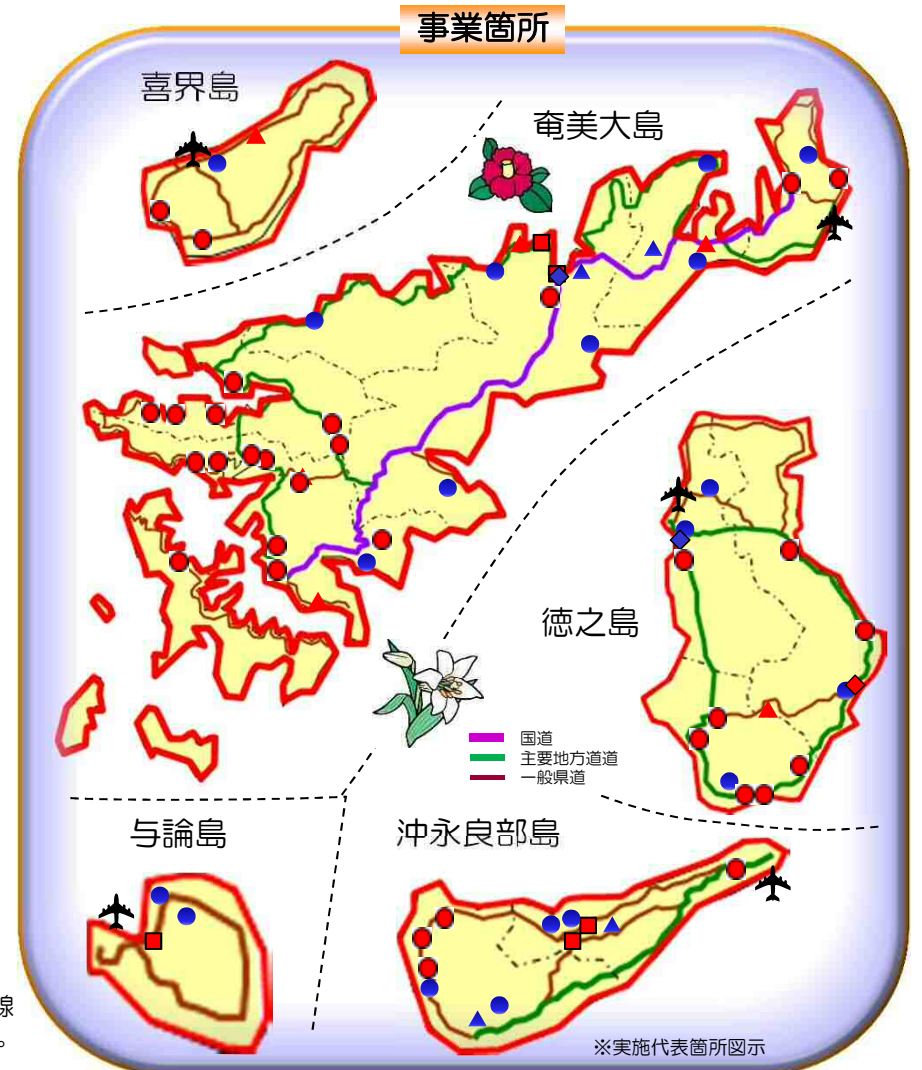 事業箇所
喜界島
奄美大島
徳之島
国道
主要地方道道
一般県道
与論島
沖永良部島
線
。
※実施代表箇所図示